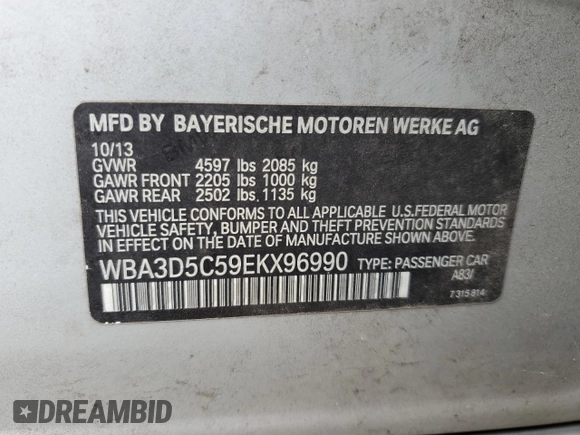 MFD BY BAYERISCHE MOTOREN WERKE AG
10/13
GVWR 4597 lbs 2085 kg
GAWR FRONT 2205 lbs 1000 kg
GAWR REAR 2502 lbs. 1135 kg
THIS VEHICLE CONFORMS TO ALL APPLICABLE U.S.FEDERAL MOTOR
VEHICLE SAFETY, BUMPER AND THEFT PREVENTION STANDARDS IN
EFFECT ON THE DATE OF MANUFACTURE SHOWN ABOVE.
WBA3D5C59EKX96990 TYPE: PASSENGER CAR
A83/
7 315 814
DREAMBID